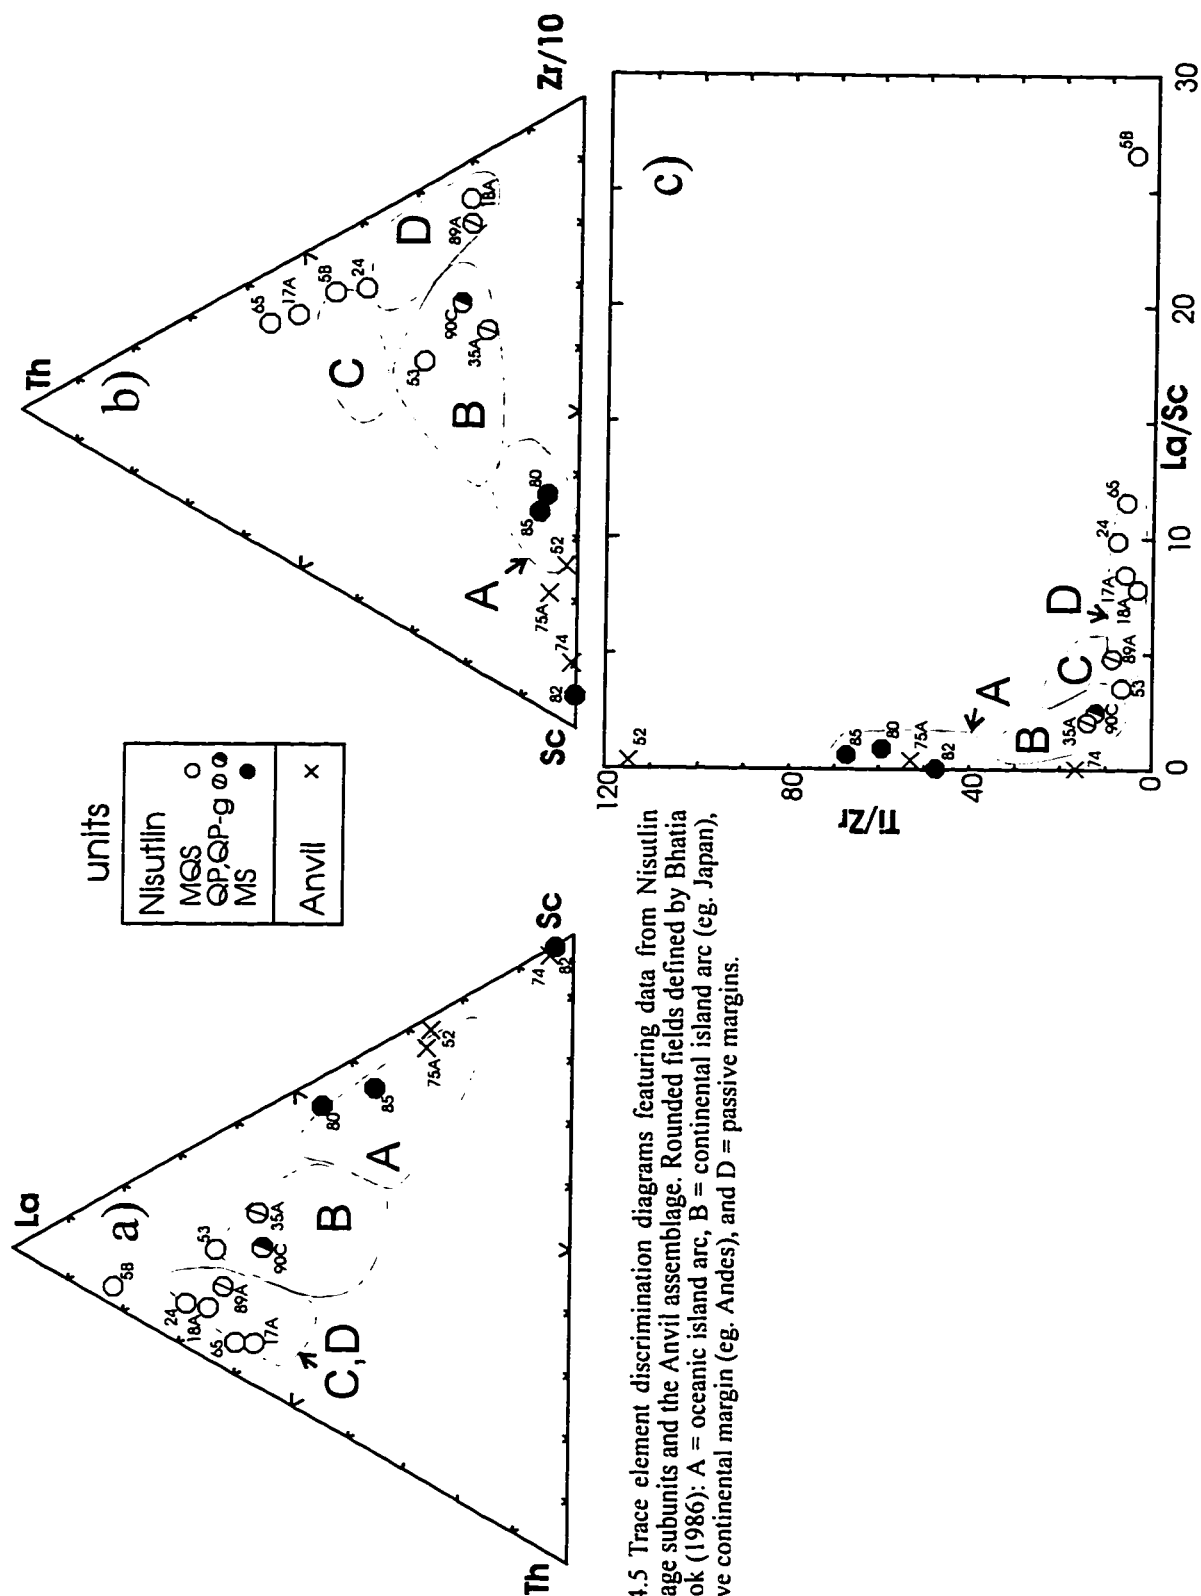 a)
La
Th
Sc
5B
24
18A
65
17A
89A
53
90C
35A
80
85
75A
52
74
82
A
B
C,D
units
Nisutlin
MQS
QP,QP-g
MS
Anvil
b)
Th
Sc
Zr/10
65
17A
5B
24
53
90C
35A
89A
18A
85
80
52
75A
74
82
A
B
C
D
c)
120
80
40
0
Ti/Zr
0
10
20
30
La/Sc
52
85
80
75A
82
74
35A
90C
53
89A
18A
17A
24
65
5B
A
B
C
D
4.5 Trace element discrimination diagrams featuring data from Nisutlin
age subunits and the Anvil assemblage. Rounded fields defined by Bhatia
ok (1986): A = oceanic island arc, B = continental island arc (eg. Japan),
ve continental margin (eg. Andes), and D = passive margins.